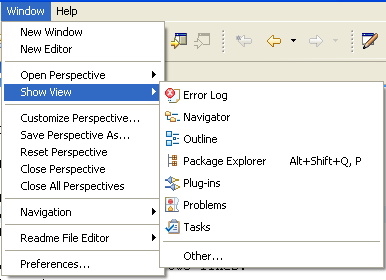 Window Help
New Window
New Editor
Open Perspective
Show View
Customize Perspective...
Save Perspective As...
Reset Perspective
Close Perspective
Close All Perspectives
Navigation
Readme File Editor
Preferences...
Error Log
Navigator
Outline
Package Explorer Alt+Shift+Q, P
Plug-ins
Problems
Tasks
Other...